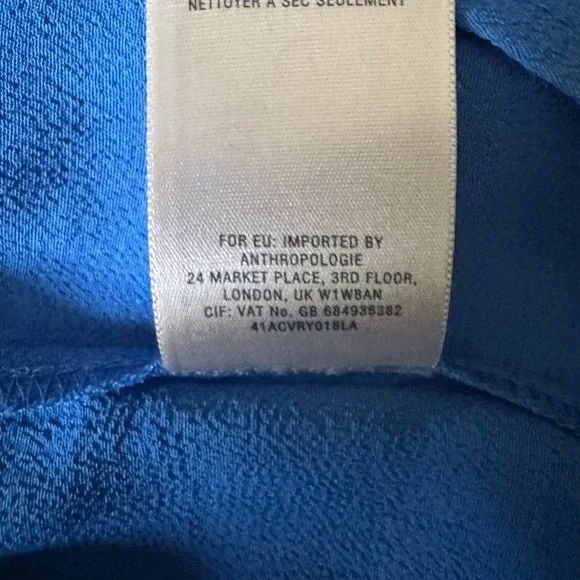 NETTOYER A SEC SEULEMENT
FOR EU: IMPORTED BY
ANTHROPOLOGIE
24 MARKET PLACE, 3RD FLOOR,
LONDON, UK W1W8AN
CIF: VAT No. GB 684936382
41ACVRY018LA